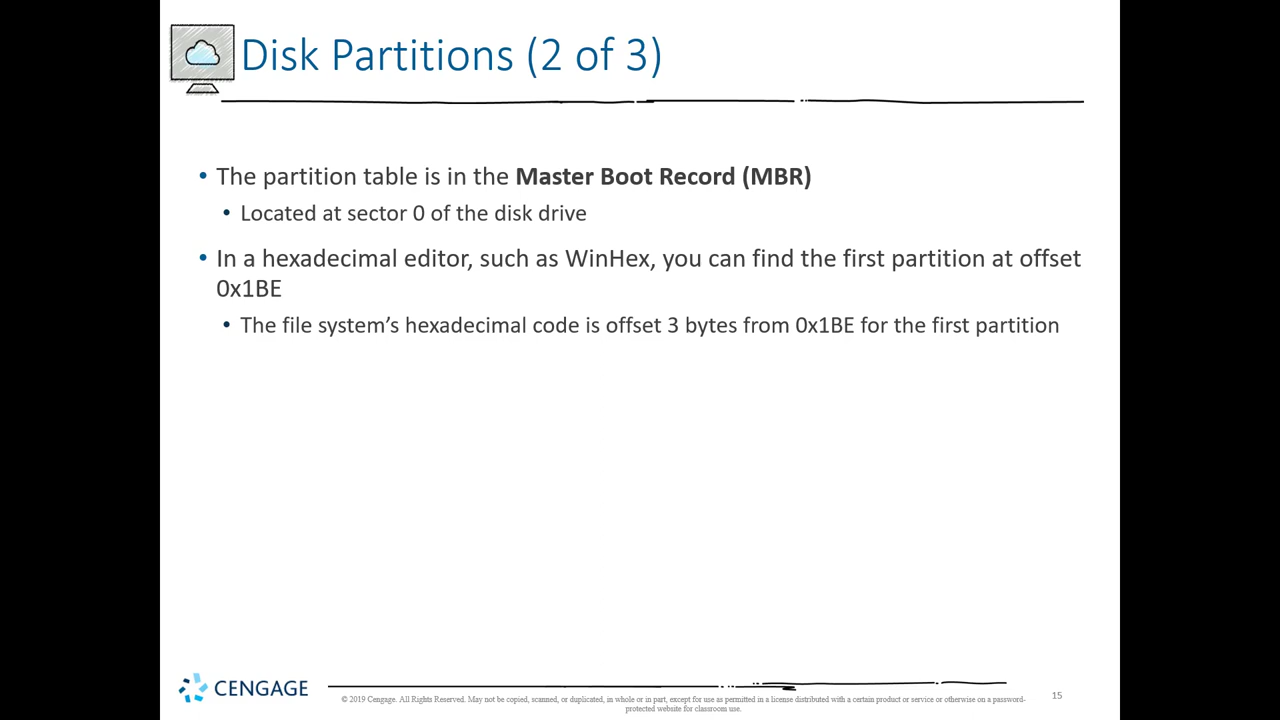 Disk Partitions (2 of 3)
• The partition table is in the Master Boot Record (MBR)
• Located at sector 0 of the disk drive
• In a hexadecimal editor, such as WinHex, you can find the first partition at offset
0x1BE
• The file system’s hexadecimal code is offset 3 bytes from 0x1BE for the first partition
CENGAGE
© 2019 Cengage. All Rights Reserved. May not be copied, scanned, or duplicated, in whole or in part, except for use as permitted in a license distributed with a certain product or service or otherwise on a password-
protected website for classroom use.
15